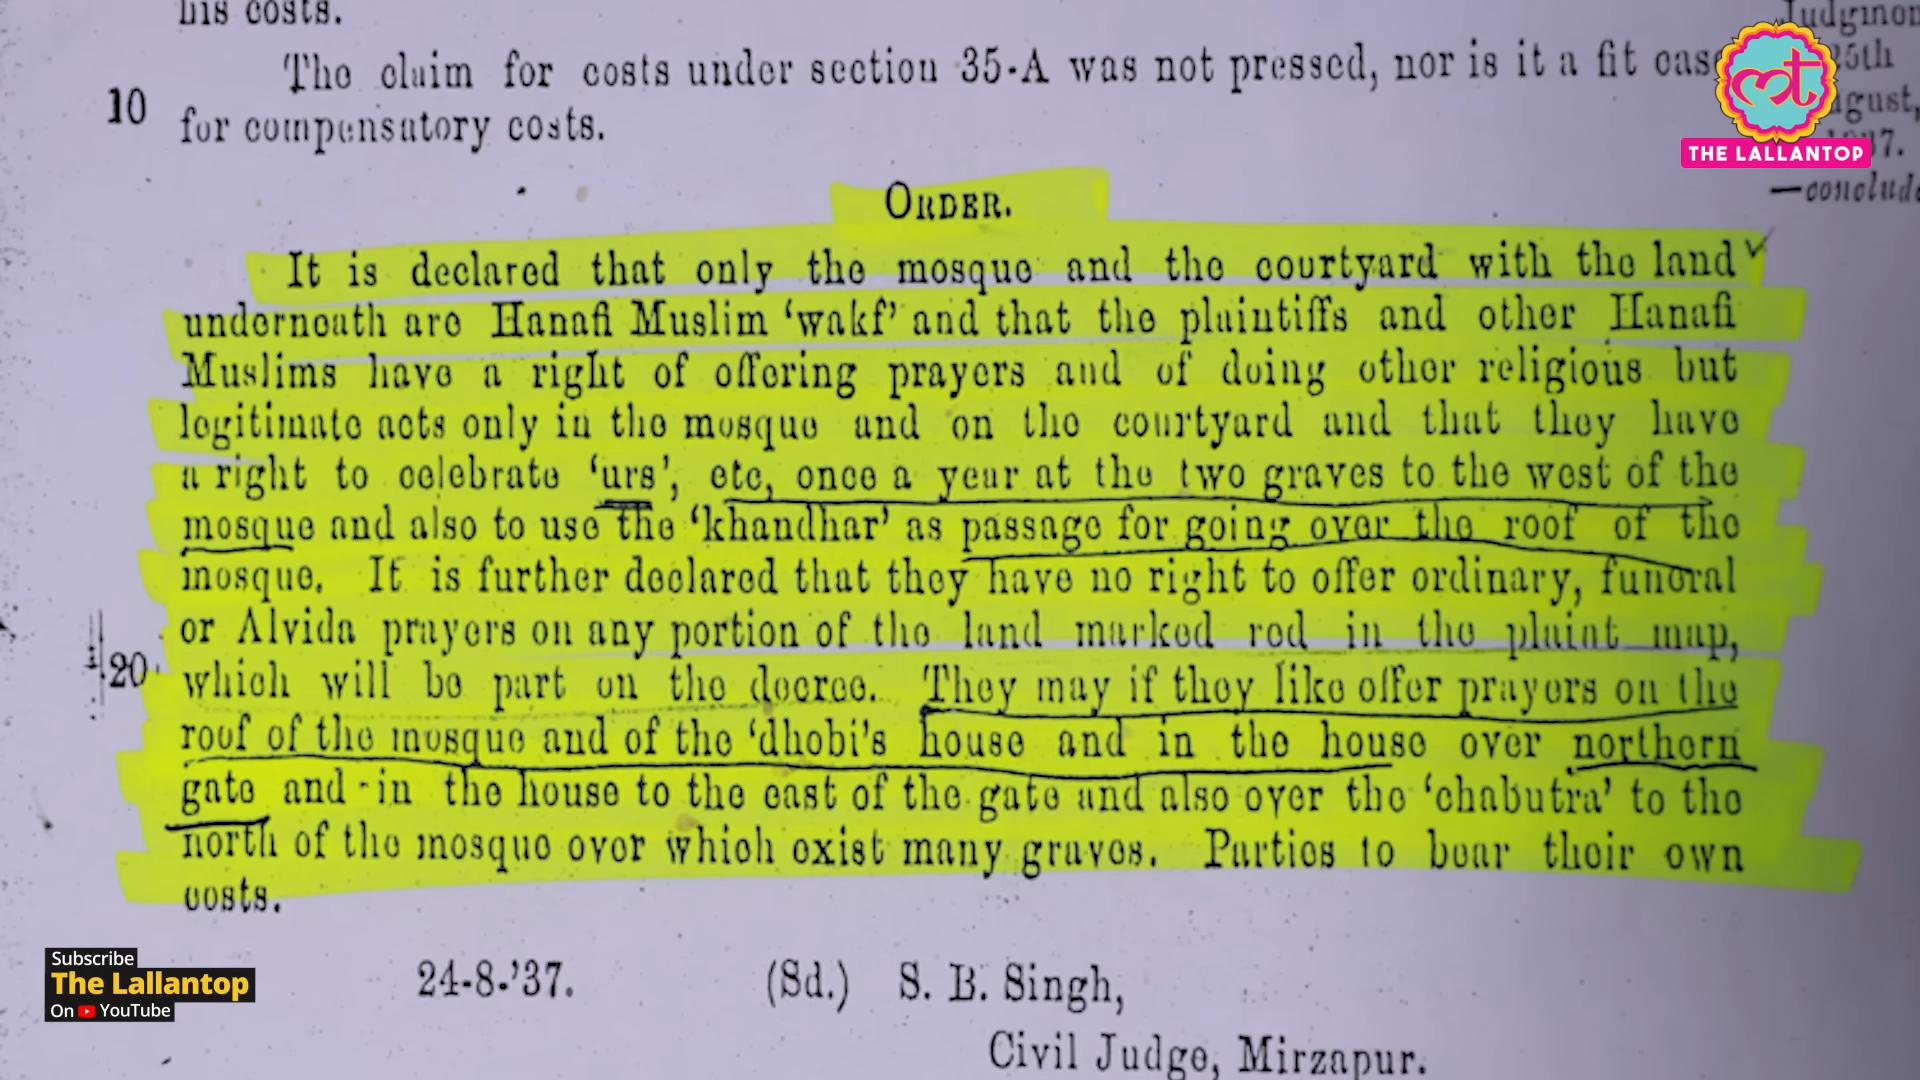 his costs.
The claim for costs under section 35-A was not pressed, nor is it a fit
10 for compensatory costs.
25th
1937.
THE LALLANTOP
ORDER.
It is declared that only the mosque and the courtyard with the land
underneath are Hanafi Muslim ‘wakf’ and that the plaintiffs and other Hanafi
Muslims have a right of offering prayers and of doing other religious but
legitimate acts only in the mosque and on the courtyard and that they have
a right to celebrate ‘urs’, etc, once a year at the two graves to the west of the
mosque and also to use the ‘khandhar’ as passage for going over the roof of the
mosque. It is further declared that they have no right to offer ordinary, funeral
or Alvida prayers on any portion of the land marked red in the plaint map,
20 which will be part on the decree. They may if they like offer prayers on the
roof of the mosque and of the ‘dhobi's house and in the house over northern
gate and in the house to the east of the gate and also over the ‘chabutra’ to the
north of the mosque over which exist many graves. Parties to bear their own
costs.
24-8-'37. (Sd.) S. B. Singh,
Civil Judge, Mirzapur.
Subscribe
The Lallantop
On YouTube